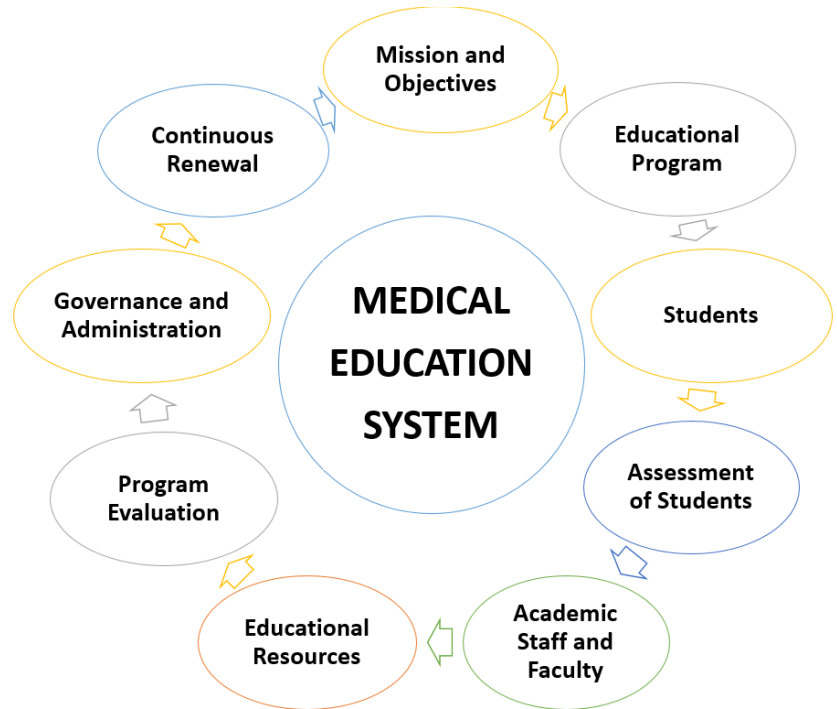 Mission and
Objectives
Educational
Program
Students
Assessment
of Students
Academic
Staff and
Faculty
Educational
Resources
Program
Evaluation
Governance and
Administration
Continuous
Renewal
MEDICAL
EDUCATION
SYSTEM